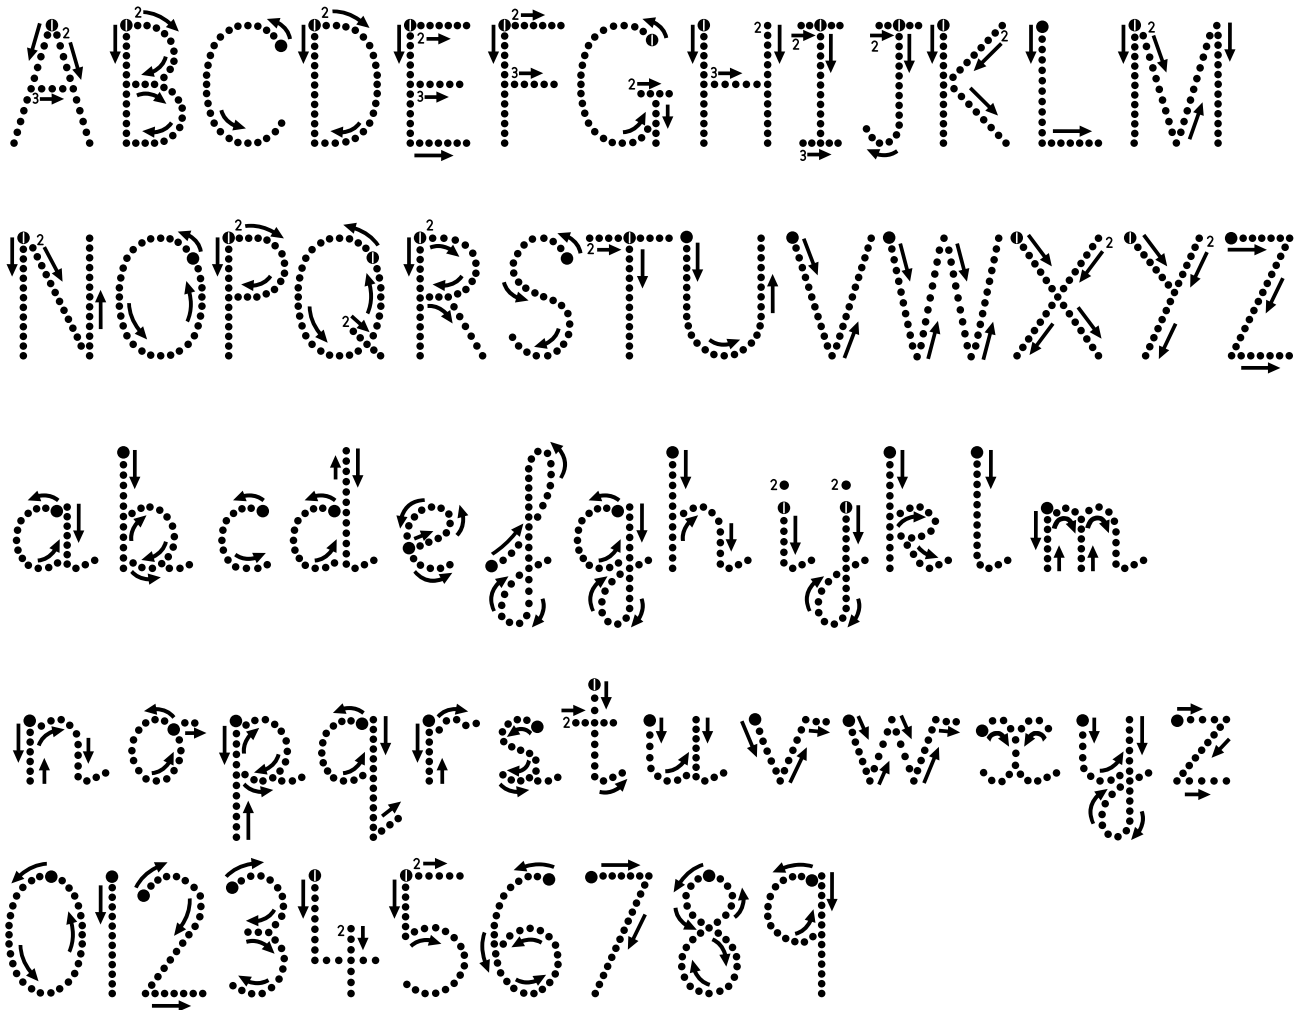 ABCDEFGHIJKLM
NOPQRSTUVWXYZ
abcdefghijklm
nopqrstuvwxyz
0123456789